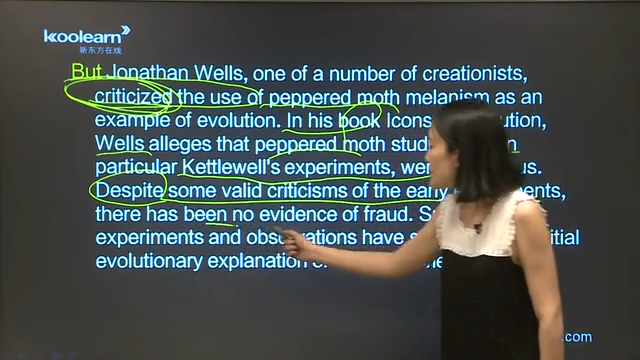 koolearn
新东方在线
But Jonathan Wells, one of a number of creationists,
criticized the use of peppered moth melanism as an
example of evolution. In his book Icons
Wells alleges that peppered moth
particular Kettlewell's experiments,
Despite some valid criticisms of the early
there has been no evidence of fraud.
experiments and observations have
evolutionary explanation
.com